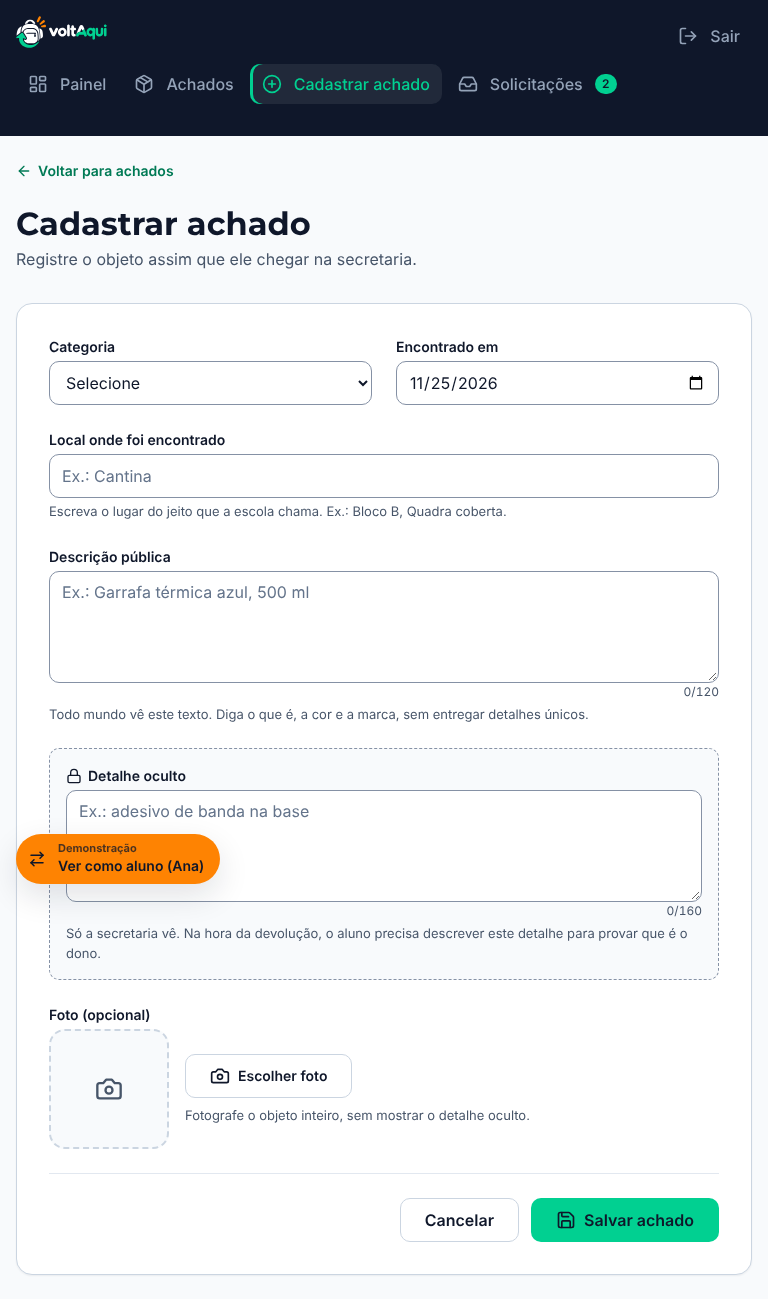 voltAqui
Sair
Painel
Achados
Cadastrar achado
Solicitações
2
Voltar para achados
Cadastrar achado
Registre o objeto assim que ele chegar na secretaria.
Categoria
Encontrado em
Selecione
11/25/2026
Local onde foi encontrado
Ex.: Cantina
Escreva o lugar do jeito que a escola chama. Ex.: Bloco B, Quadra coberta.
Descrição pública
Ex.: Garrafa térmica azul, 500 ml
0/120
Todo mundo vê este texto. Diga o que é, a cor e a marca, sem entregar detalhes únicos.
Detalhe oculto
Ex.: adesivo de banda na base
Demonstração
Ver como aluno (Ana)
0/160
Só a secretaria vê. Na hora da devolução, o aluno precisa descrever este detalhe para provar que é o
dono.
Foto (opcional)
Escolher foto
Fotografe o objeto inteiro, sem mostrar o detalhe oculto.
Cancelar
Salvar achado